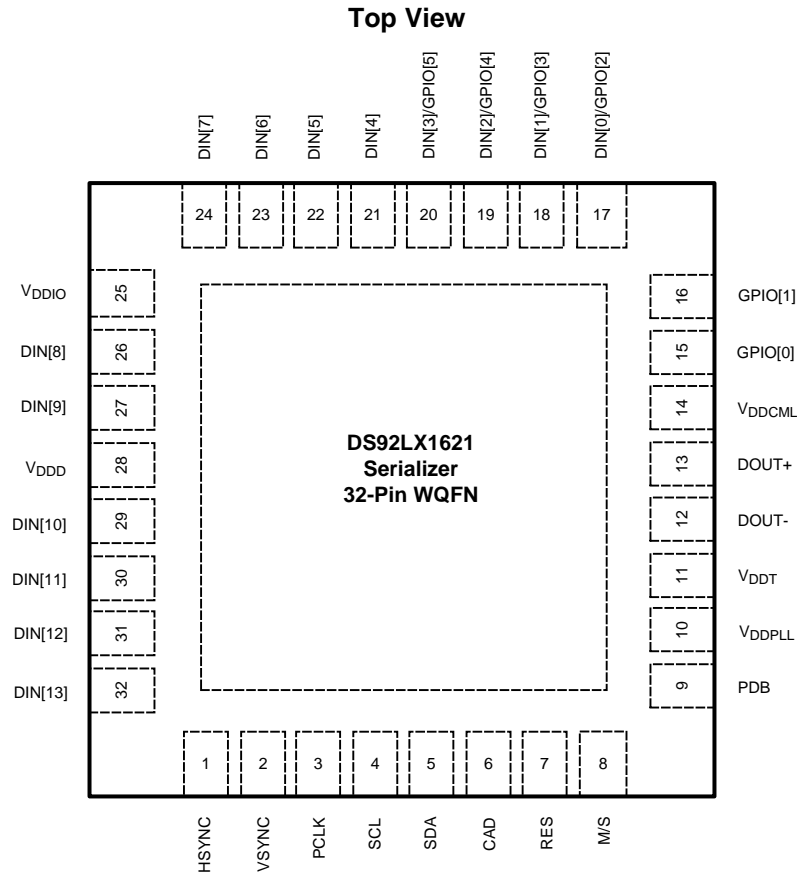 Top View
DIN[7]
DIN[6]
DIN[5]
DIN[4]
DIN[3]/GPIO[5]
DIN[2]/GPIO[4]
DIN[1]/GPIO[3]
DIN[0]/GPIO[2]
24
23
22
21
20
19
18
17
VDDIO
25
DIN[8]
26
DIN[9]
27
VDDD
28
DIN[10]
29
DIN[11]
30
DIN[12]
31
DIN[13]
32
DS92LX1621
Serializer
32-Pin WQFN
16
GPIO[1]
15
GPIO[0]
14
VDDCML
13
DOUT+
12
DOUT-
11
VDDT
10
VDDPLL
9
PDB
1
2
3
4
5
6
7
8
HSYNC
VSYNC
PCLK
SCL
SDA
CAD
RES
M/S